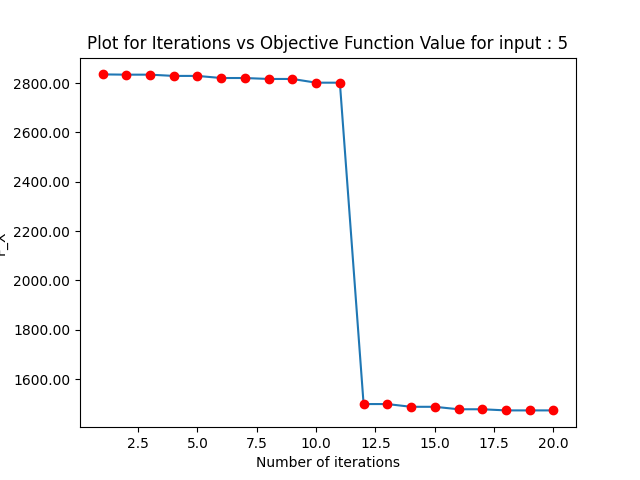 Plot for Iterations vs Objective Function Value for input : 5
2800.00
2600.00
2400.00
2200.00
2000.00
1800.00
1600.00
2.5 5.0 7.5 10.0 12.5 15.0 17.5 20.0
Number of iterations